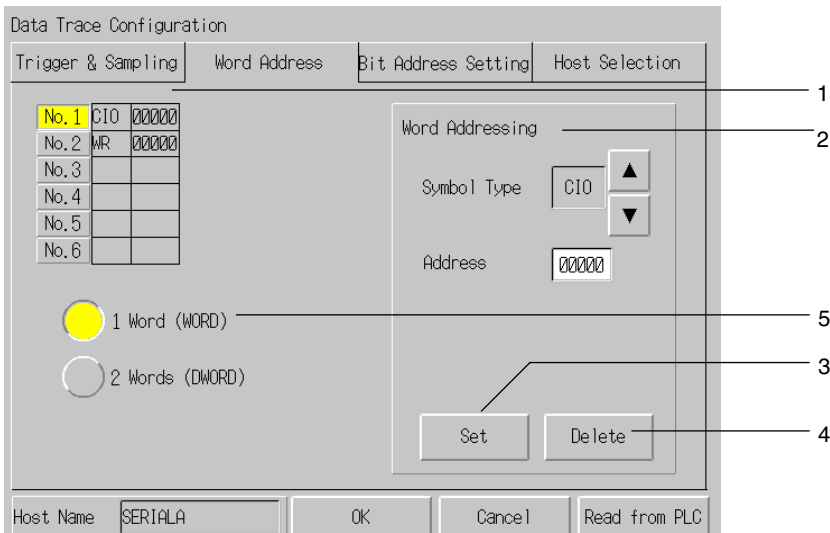 Data Trace Configuration
Trigger & Sampling Word Address Bit Address Setting Host Selection
1
No.1 CIO 00000
Word Addressing
2
No.2 WR 00000
No.3
Symbol Type CIO ▲
No.4
▼
No.5
No.6
Address 00000
1 Word (WORD)
5
2 Words (DWORD)
3
Set Delete
4
Host Name SERIALA OK Cancel Read from PLC